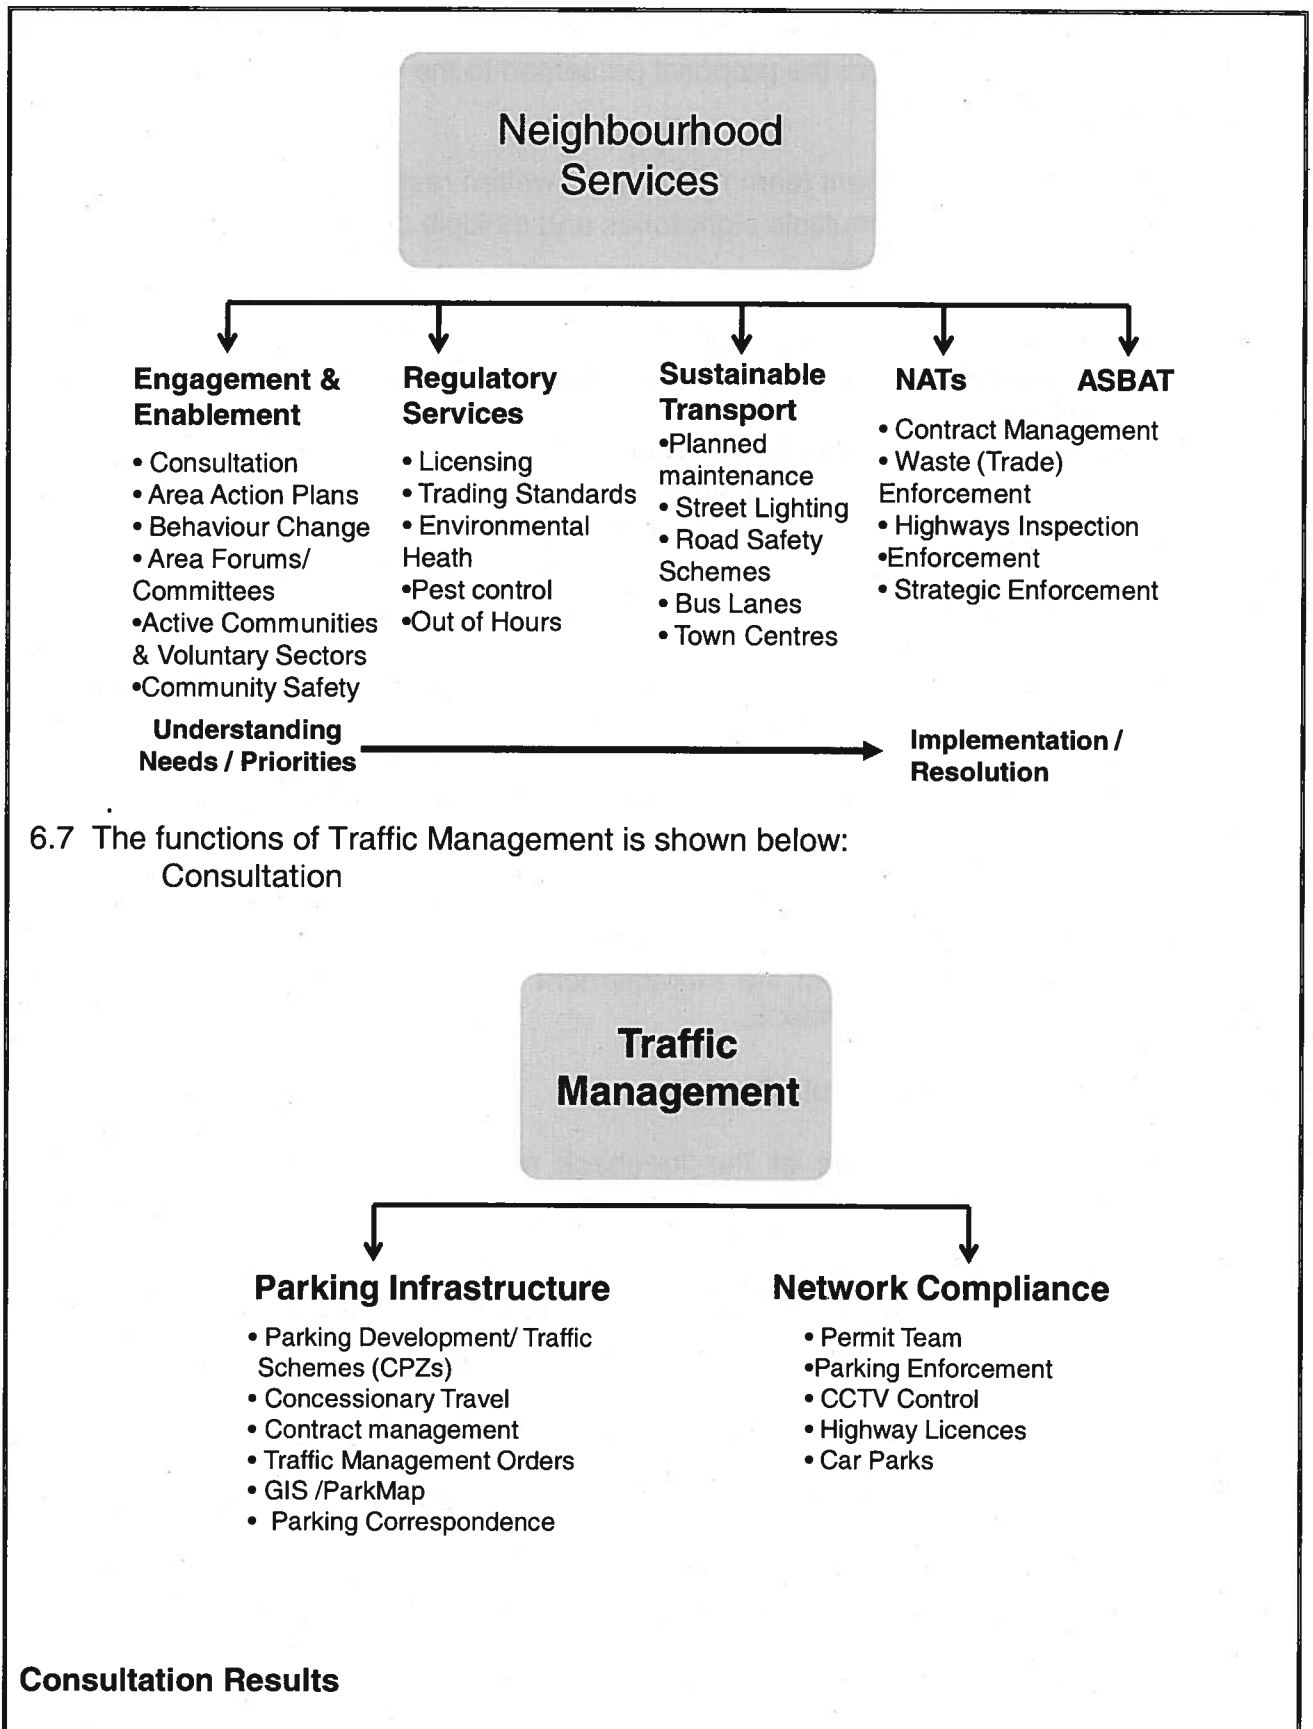 Neighbourhood
Services
Engagement &
Enablement
• Consultation
• Area Action Plans
• Behaviour Change
• Area Forums/
Committees
•Active Communities
& Voluntary Sectors
•Community Safety
Regulatory
Services
• Licensing
• Trading Standards
• Environmental
Heath
•Pest control
•Out of Hours
Sustainable
Transport
•Planned
maintenance
• Street Lighting
• Road Safety
Schemes
• Bus Lanes
• Town Centres
NATs
• Contract Management
• Waste (Trade)
Enforcement
• Highways Inspection
•Enforcement
• Strategic Enforcement
ASBAT
Understanding
Needs / Priorities
Implementation /
Resolution
6.7 The functions of Traffic Management is shown below:
Consultation
Traffic
Management
Parking Infrastructure
• Parking Development/ Traffic
Schemes (CPZs)
• Concessionary Travel
• Contract management
• Traffic Management Orders
• GIS /ParkMap
• Parking Correspondence
Network Compliance
• Permit Team
•Parking Enforcement
• CCTV Control
• Highway Licences
• Car Parks
Consultation Results